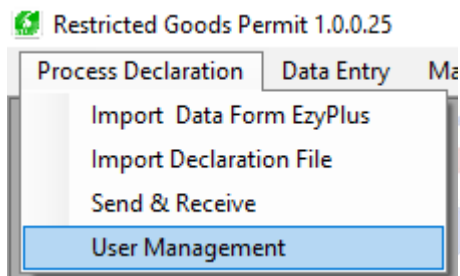 Restricted Goods Permit 1.0.0.25
Process Declaration Data Entry Ma
Import Data Form EzyPlus
Import Declaration File
Send & Receive
User Management